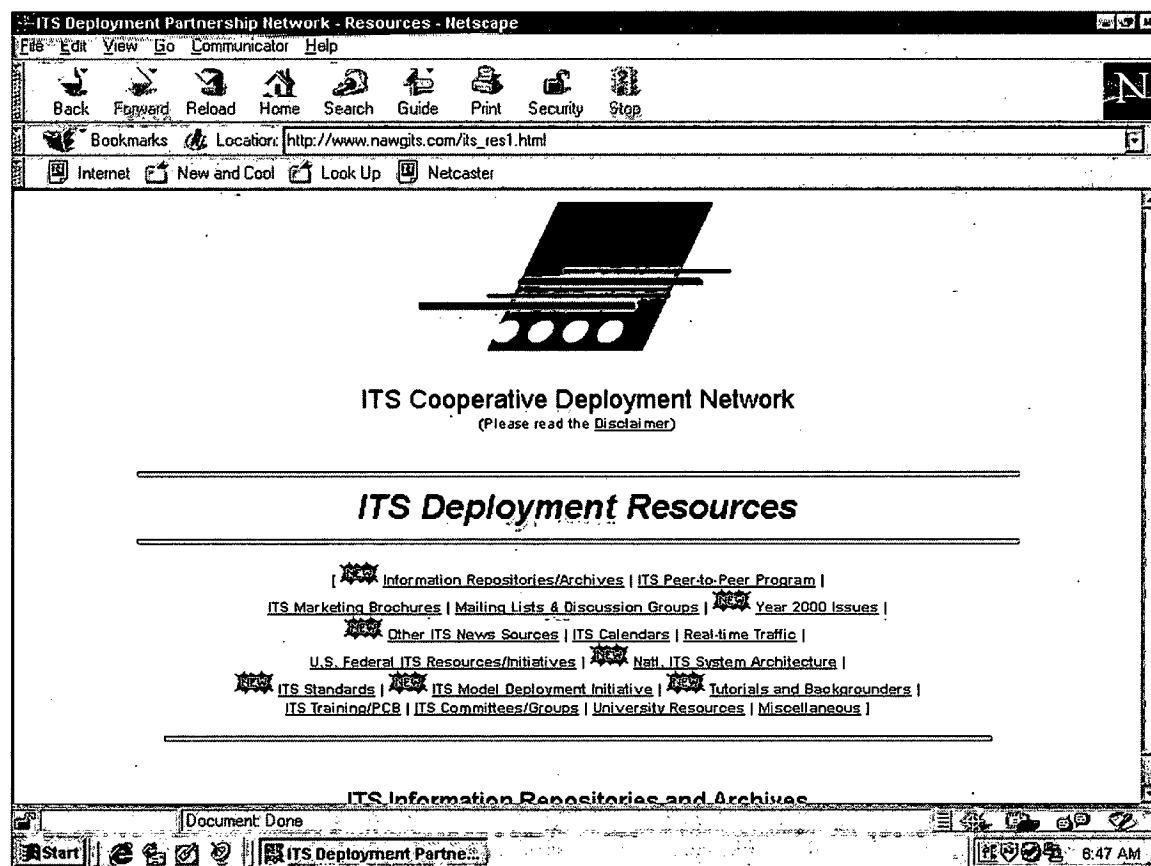 ITS Deployment Partnership Network - Resources - Netscape
File Edit View Go Communicator Help
Back Forward Reload Home Search Guide Print Security Stop
N
Bookmarks Location: http://www.nawgits.com/its_res1.html
Internet New and Cool Look Up Netcaster
ITS Cooperative Deployment Network
(Please read the Disclaimer)
ITS Deployment Resources
[ NEW Information Repositories/Archives | ITS Peer-to-Peer Program |
ITS Marketing Brochures | Mailing Lists & Discussion Groups | NEW Year 2000 Issues |
NEW Other ITS News Sources | ITS Calendars | Real-time Traffic |
U.S. Federal ITS Resources/Initiatives | NEW Natl. ITS System Architecture |
NEW ITS Standards | NEW ITS Model Deployment Initiative | NEW Tutorials and Backgrounders |
ITS Training/PCB | ITS Committees/Groups | University Resources | Miscellaneous ]
ITS Information Repositories and Archives
Document: Done
Start ITS Deployment Partne... 6:47 AM